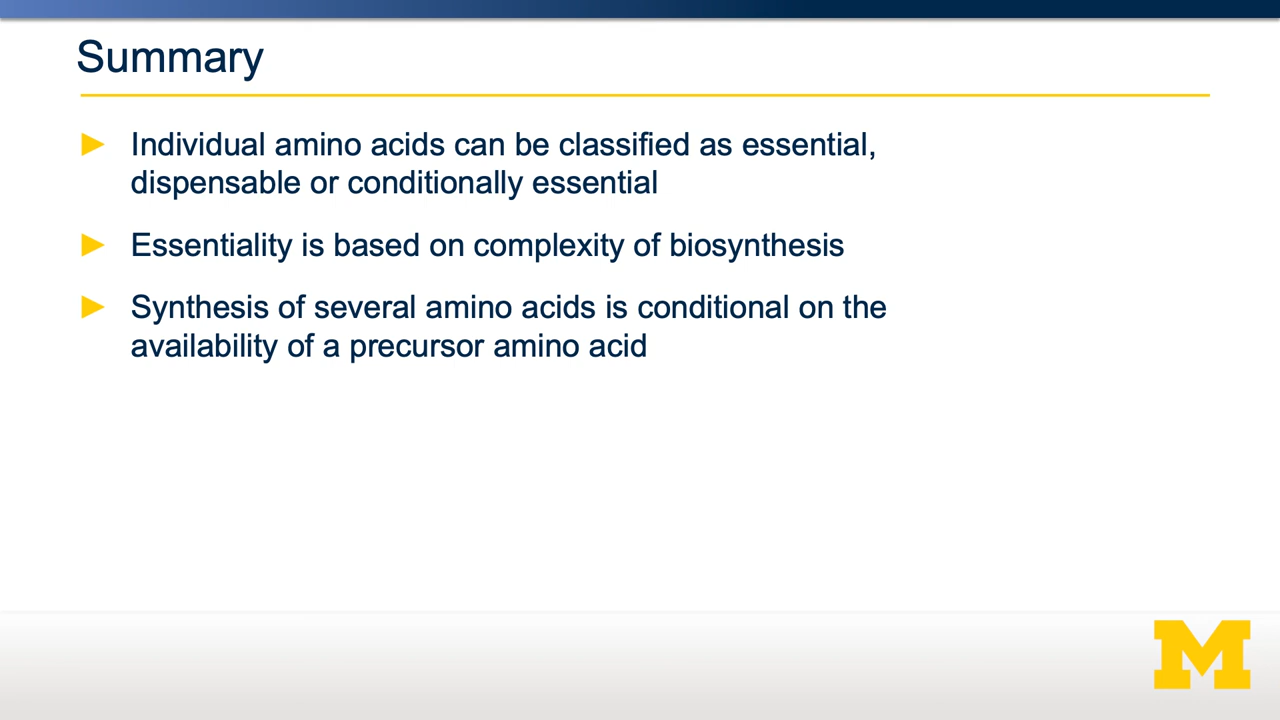 Summary
► Individual amino acids can be classified as essential,
dispensable or conditionally essential
► Essentiality is based on complexity of biosynthesis
► Synthesis of several amino acids is conditional on the
availability of a precursor amino acid
M